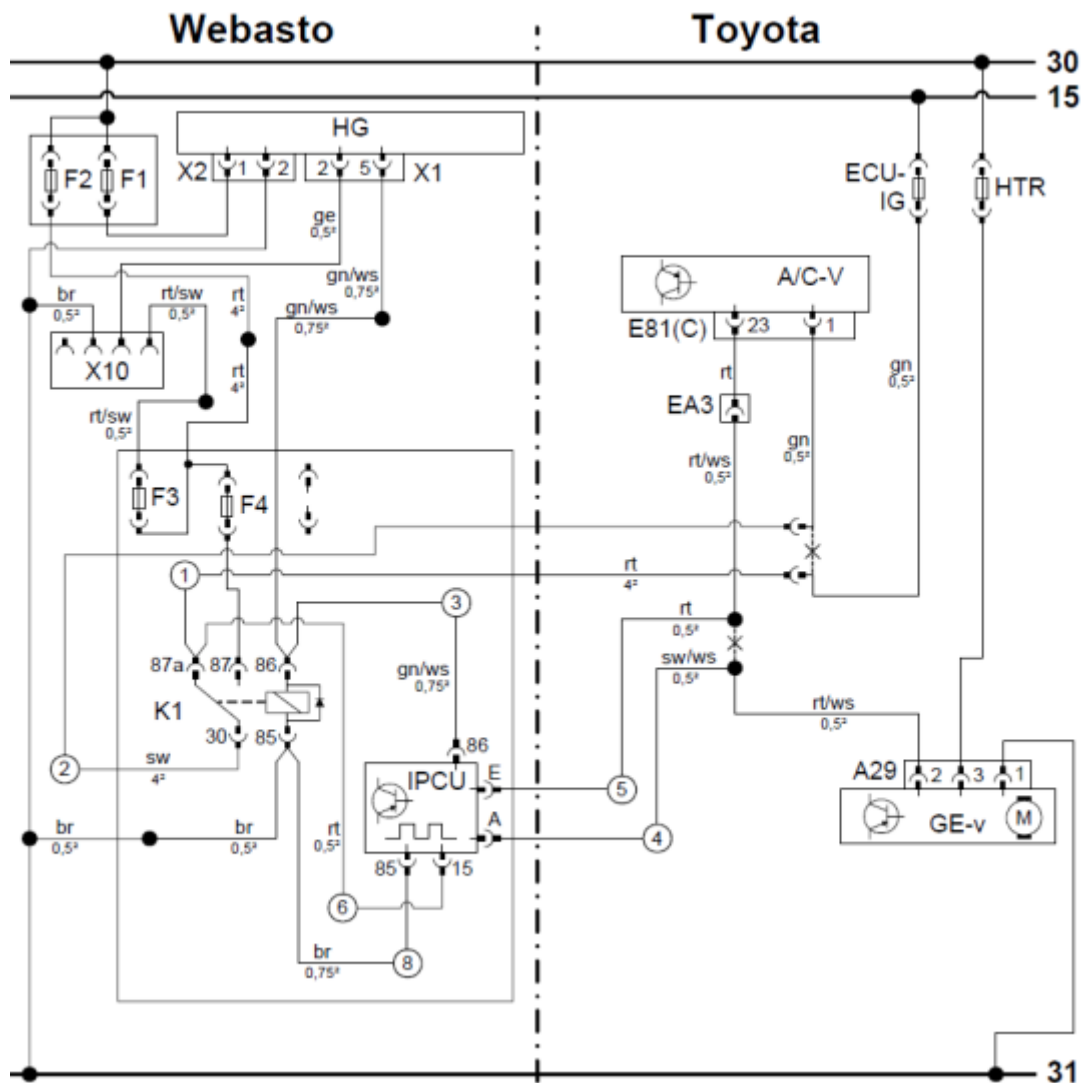 Webasto
Toyota
30
15
HG
X2 1 2 2 5 X1
F2 F1
ECU-
IG
HTR
ge
0,5²
gn/ws
0,75²
A/C-V
E81(C) 23 1
br
0,5²
rt/sw
0,5²
rt
4²
gn/ws
0,75²
X10
rt
4²
rt
gn
0,5²
EA3
rt/sw
0,5²
rt/ws
0,5²
gn
0,5²
F3 F4
1
rt
4²
3
rt
0,5²
87a 87 86
gn/ws
0,75²
sw/ws
0,5²
K1
rt/ws
0,5²
30 85
2
sw
4²
86
IPCU E
5
A29 2 3 1
GE-v M
br
0,5²
br
0,5²
rt
0,5²
A
4
85 15
6
br
0,75²
8
31